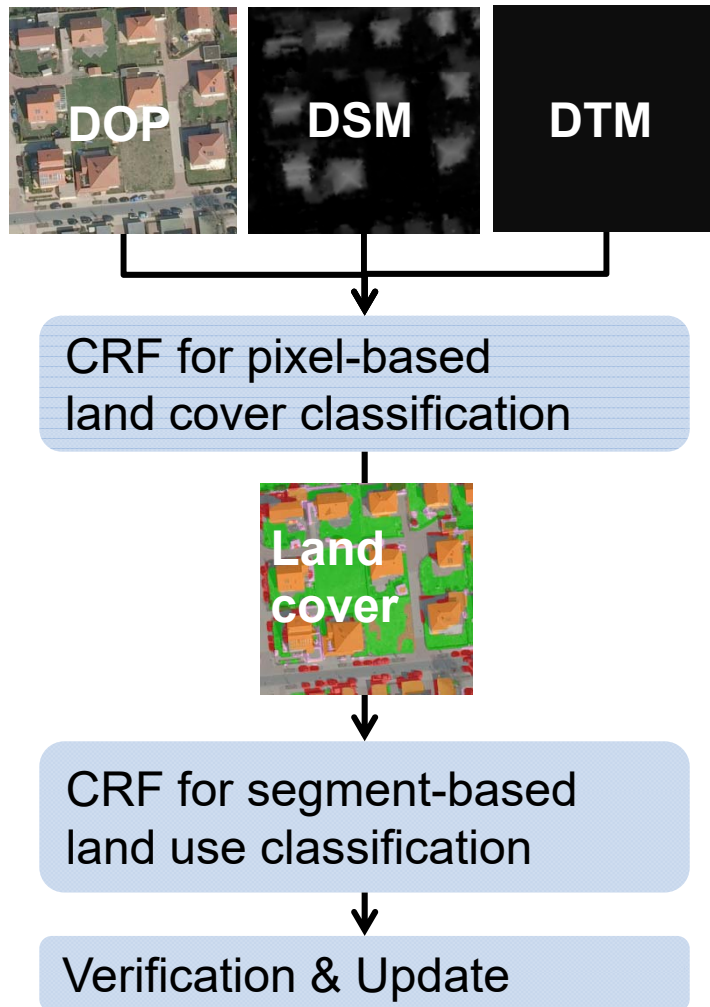 DOP
DSM
DTM
CRF for pixel-based
land cover classification
Land
cover
CRF for segment-based
land use classification
Verification & Update